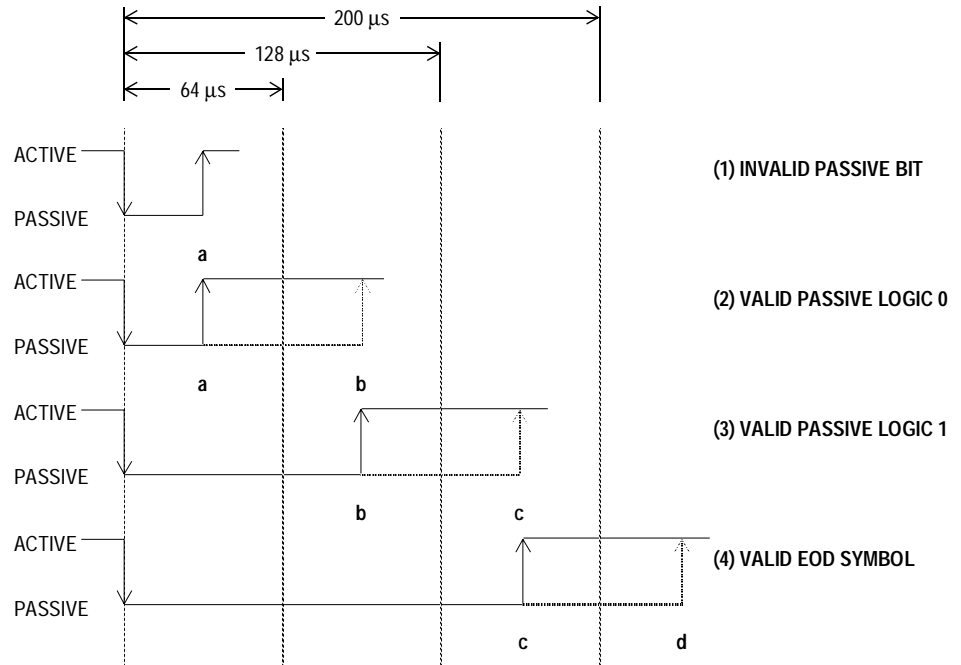 200 μs
128 μs
64 μs
ACTIVE
(1) INVALID PASSIVE BIT
PASSIVE
a
ACTIVE
(2) VALID PASSIVE LOGIC 0
PASSIVE
a b
ACTIVE
(3) VALID PASSIVE LOGIC 1
PASSIVE
b c
ACTIVE
(4) VALID EOD SYMBOL
PASSIVE
c d